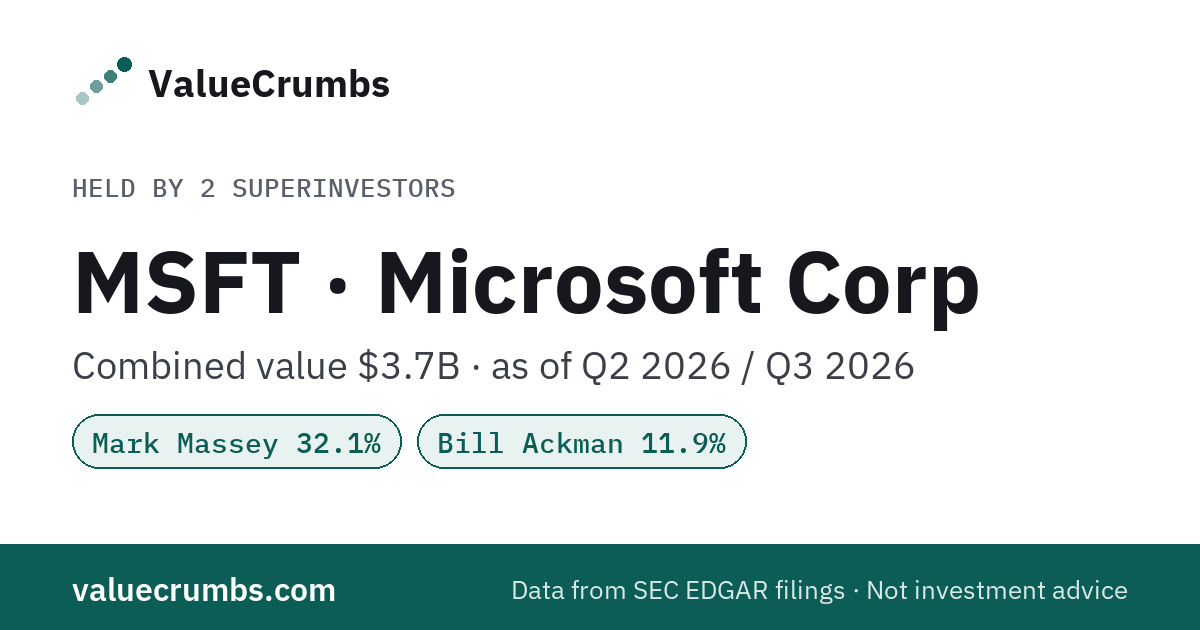 ValueCrumbs
HELD BY 2 SUPERINVESTORS
MSFT · Microsoft Corp
Combined value $3.7B · as of Q2 2026 / Q3 2026
Mark Massey 32.1% Bill Ackman 11.9%
valuecrumbs.com Data from SEC EDGAR filings · Not investment advice